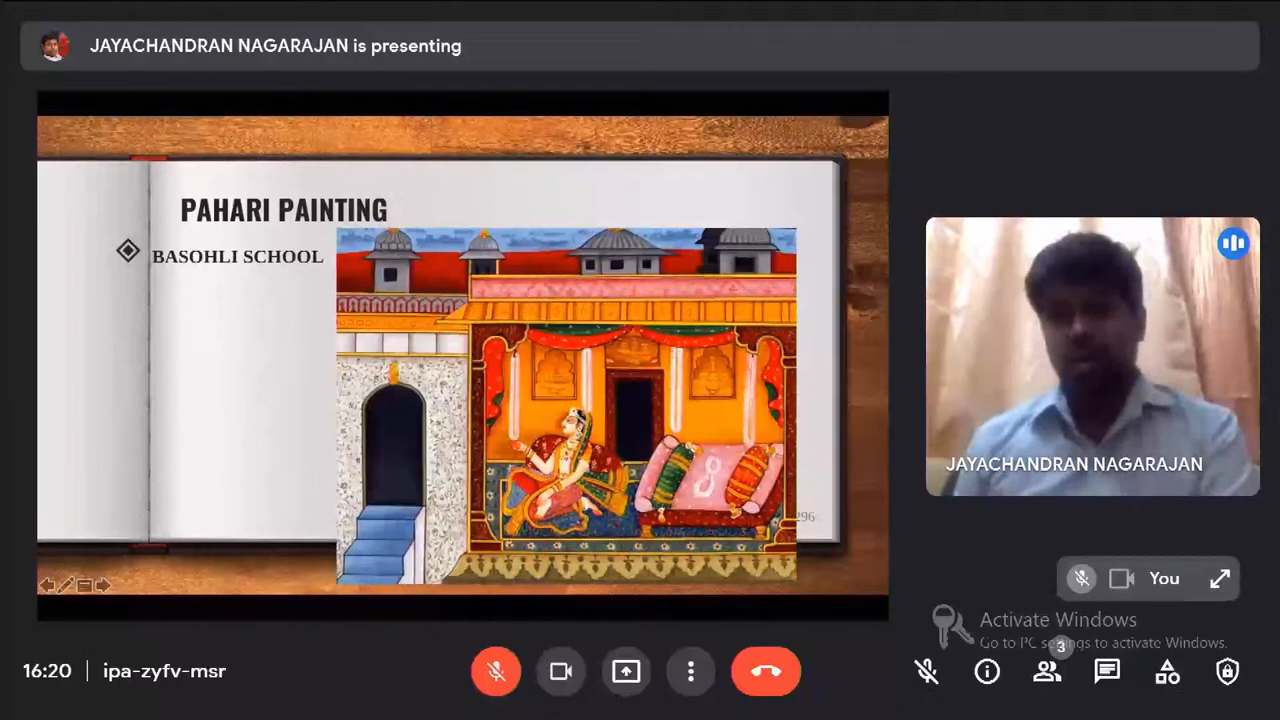 JAYACHANDRAN NAGARAJAN is presenting
PAHARI PAINTING
BASOHLI SCHOOL
296
JAYACHANDRAN NAGARAJAN
You
Activate Windows
Go to PC settings to activate Windows.
3
16:20
ipa-zyfv-msr